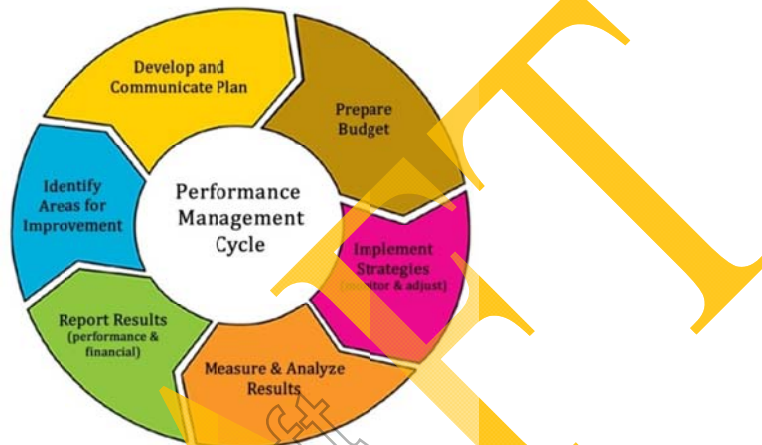 Develop and
Communicate Plan
Prepare
Budget
Identify
Areas for
Improvement
Performance
Management
Cycle
Implement
Strategies
(monitor & adjust)
Report Results
(performance &
financial)
Measure & Analyze
Results
ft